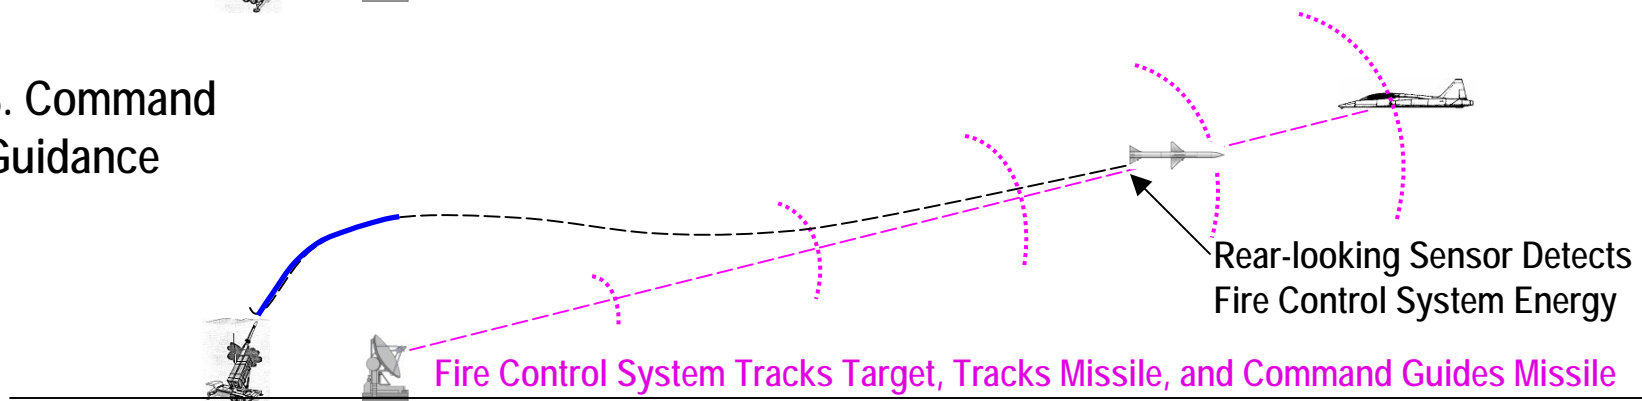 . Command
Guidance
Rear-looking Sensor Detects
Fire Control System Energy
Fire Control System Tracks Target, Tracks Missile, and Command Guides Missile